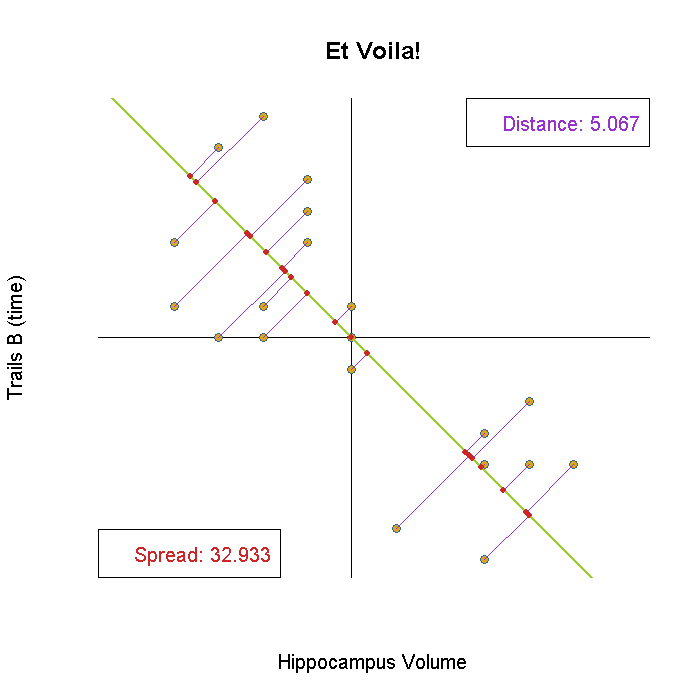 Et Voila!
Distance: 5.067
Trails B (time)
Spread: 32.933
Hippocampus Volume